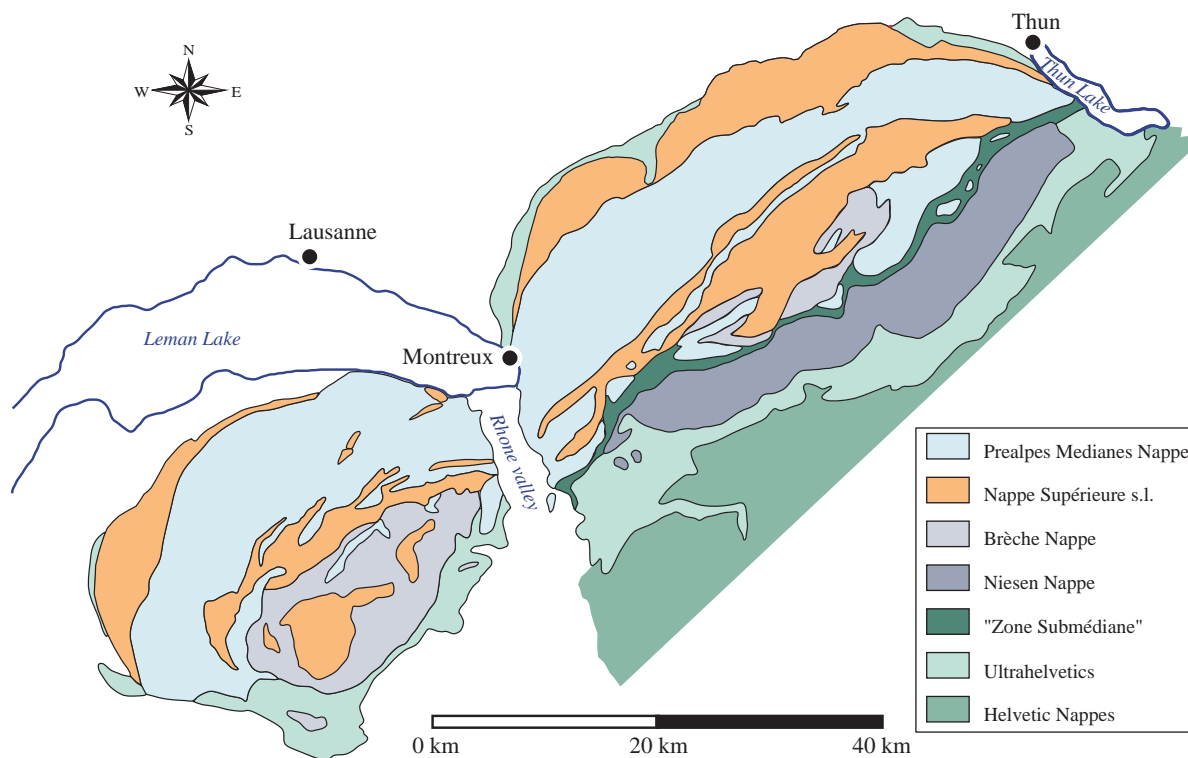 Thun
Thun Lake
N
W
E
S
Lausanne
Leman Lake
Montreux
Rhone valley
Prealpes Medianes Nappe
Nappe Supérieure s.l.
Brèche Nappe
Niesen Nappe
"Zone Submédiane"
Ultrahelvetics
Helvetic Nappes
0 km
20 km
40 km